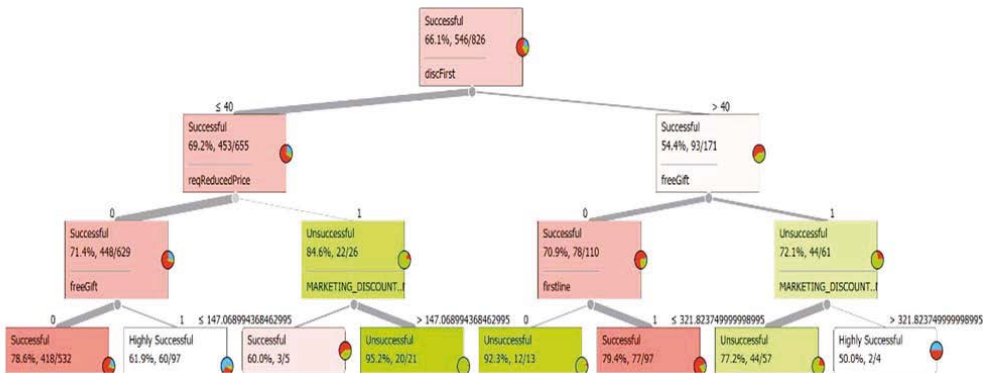 Successful
66.1%, 546/826
discFirst
≤ 40
> 40
Successful
69.2%, 453/655
reqReducedPrice
Successful
54.4%, 93/171
freeGift
0
1
0
1
Successful
71.4%, 448/629
freeGift
Unsuccessful
84.6%, 22/26
MARKETING_DISCOUNT..
Successful
70.9%, 78/110
firstline
Unsuccessful
72.1%, 44/61
MARKETING_DISCOUNT..
0
1
≤ 147.068994368462995
> 147.068994368462995
0
1
≤ 321.823749999998995
> 321.823749999998995
Successful
78.6%, 418/532
Highly Successful
61.9%, 60/97
Successful
60.0%, 3/5
Unsuccessful
95.2%, 20/21
Unsuccessful
92.3%, 12/13
Successful
79.4%, 77/97
Unsuccessful
77.2%, 44/57
Highly Successful
50.0%, 2/4